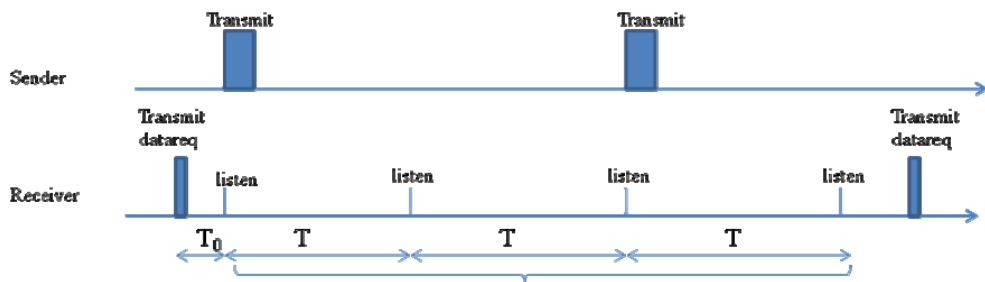 Transmit Transmit
Sender
Transmit
datareq
Transmit
datareq
listen listen listen listen
Receiver
T₀ T T T